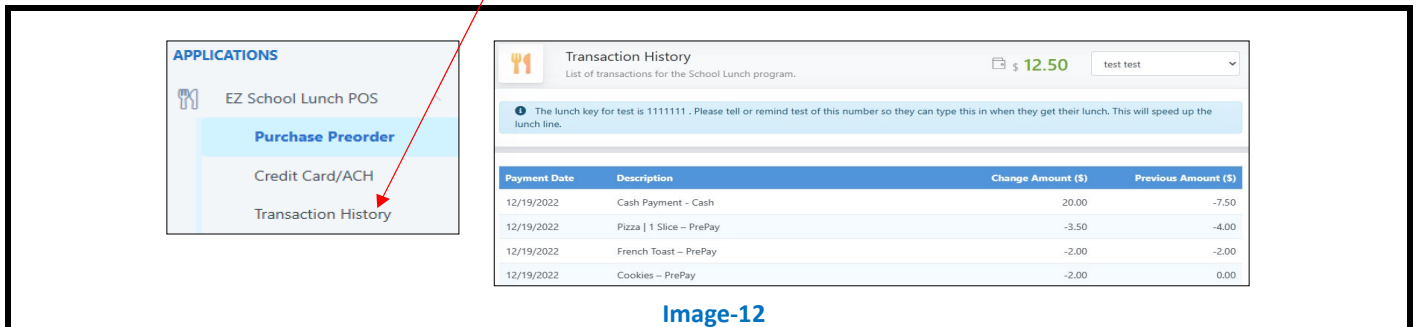 APPLICATIONS
EZ School Lunch POS
Purchase Preorder
Credit Card/ACH
Transaction History
Transaction History
List of transactions for the School Lunch program.
$ 12.50
test test
The lunch key for test is 1111111 . Please tell or remind test of this number so they can type this in when they get their lunch. This will speed up the
lunch line.
Payment Date Description Change Amount ($) Previous Amount ($)
12/19/2022 Cash Payment - Cash 20.00 -7.50
12/19/2022 Pizza | 1 Slice – PrePay -3.50 -4.00
12/19/2022 French Toast – PrePay -2.00 -2.00
12/19/2022 Cookies – PrePay -2.00 0.00
Image-12